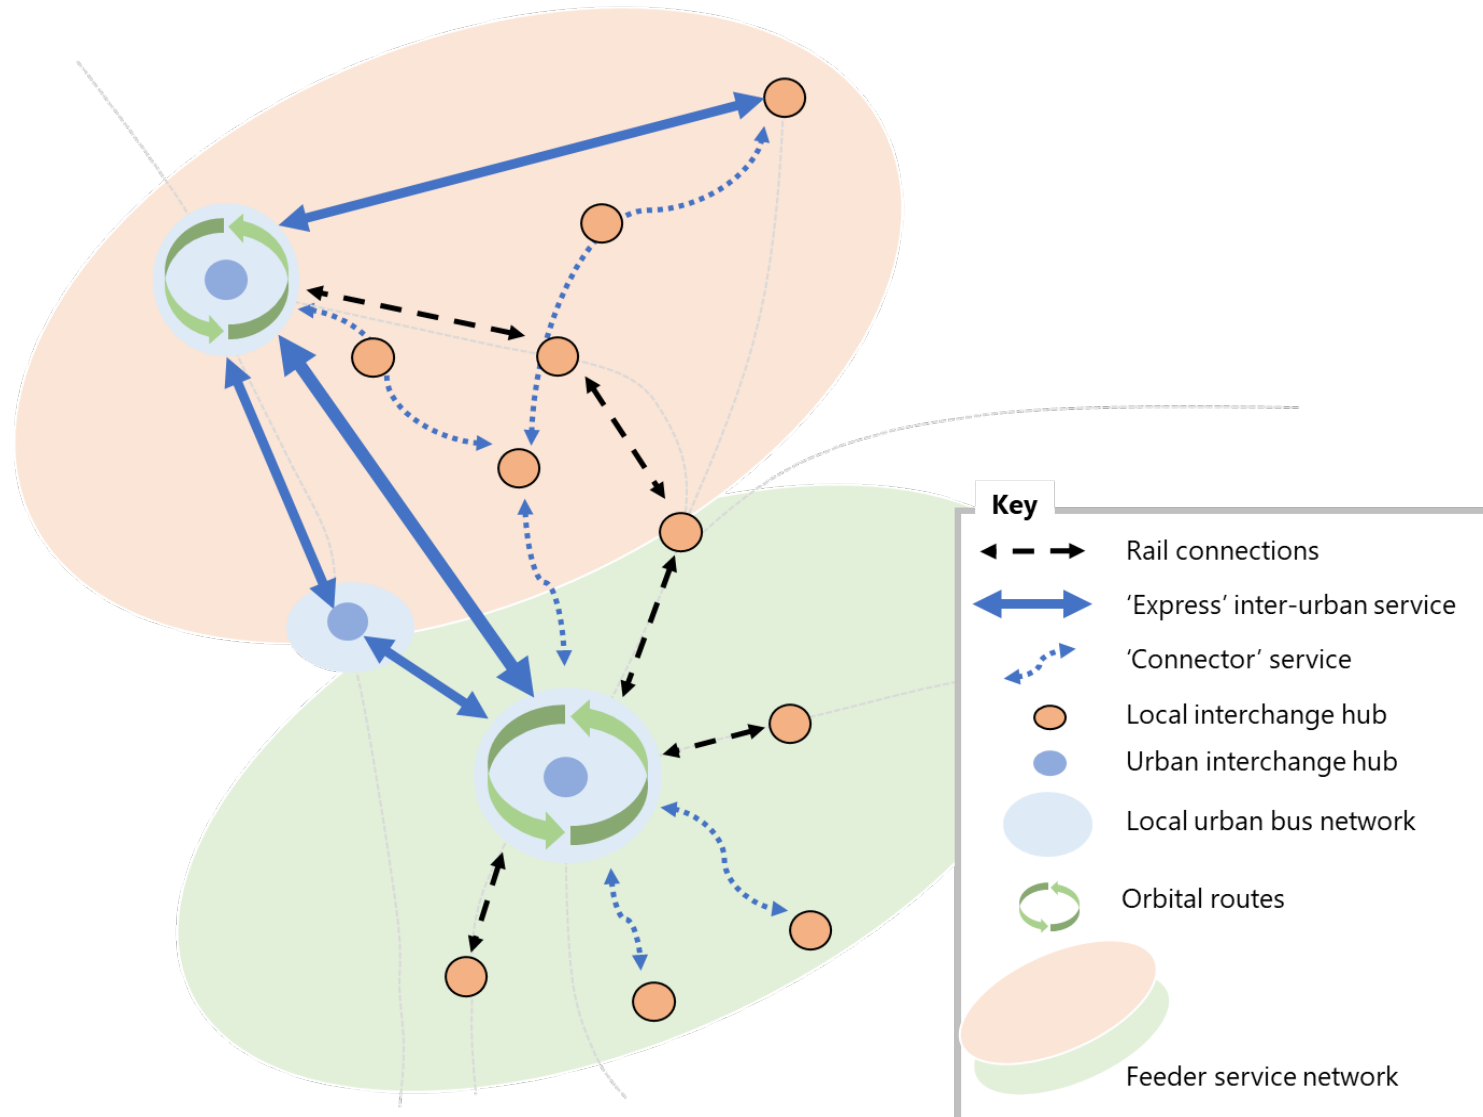 Key
Rail connections
‘Express’ inter-urban service
‘Connector’ service
Local interchange hub
Urban interchange hub
Local urban bus network
Orbital routes
Feeder service network